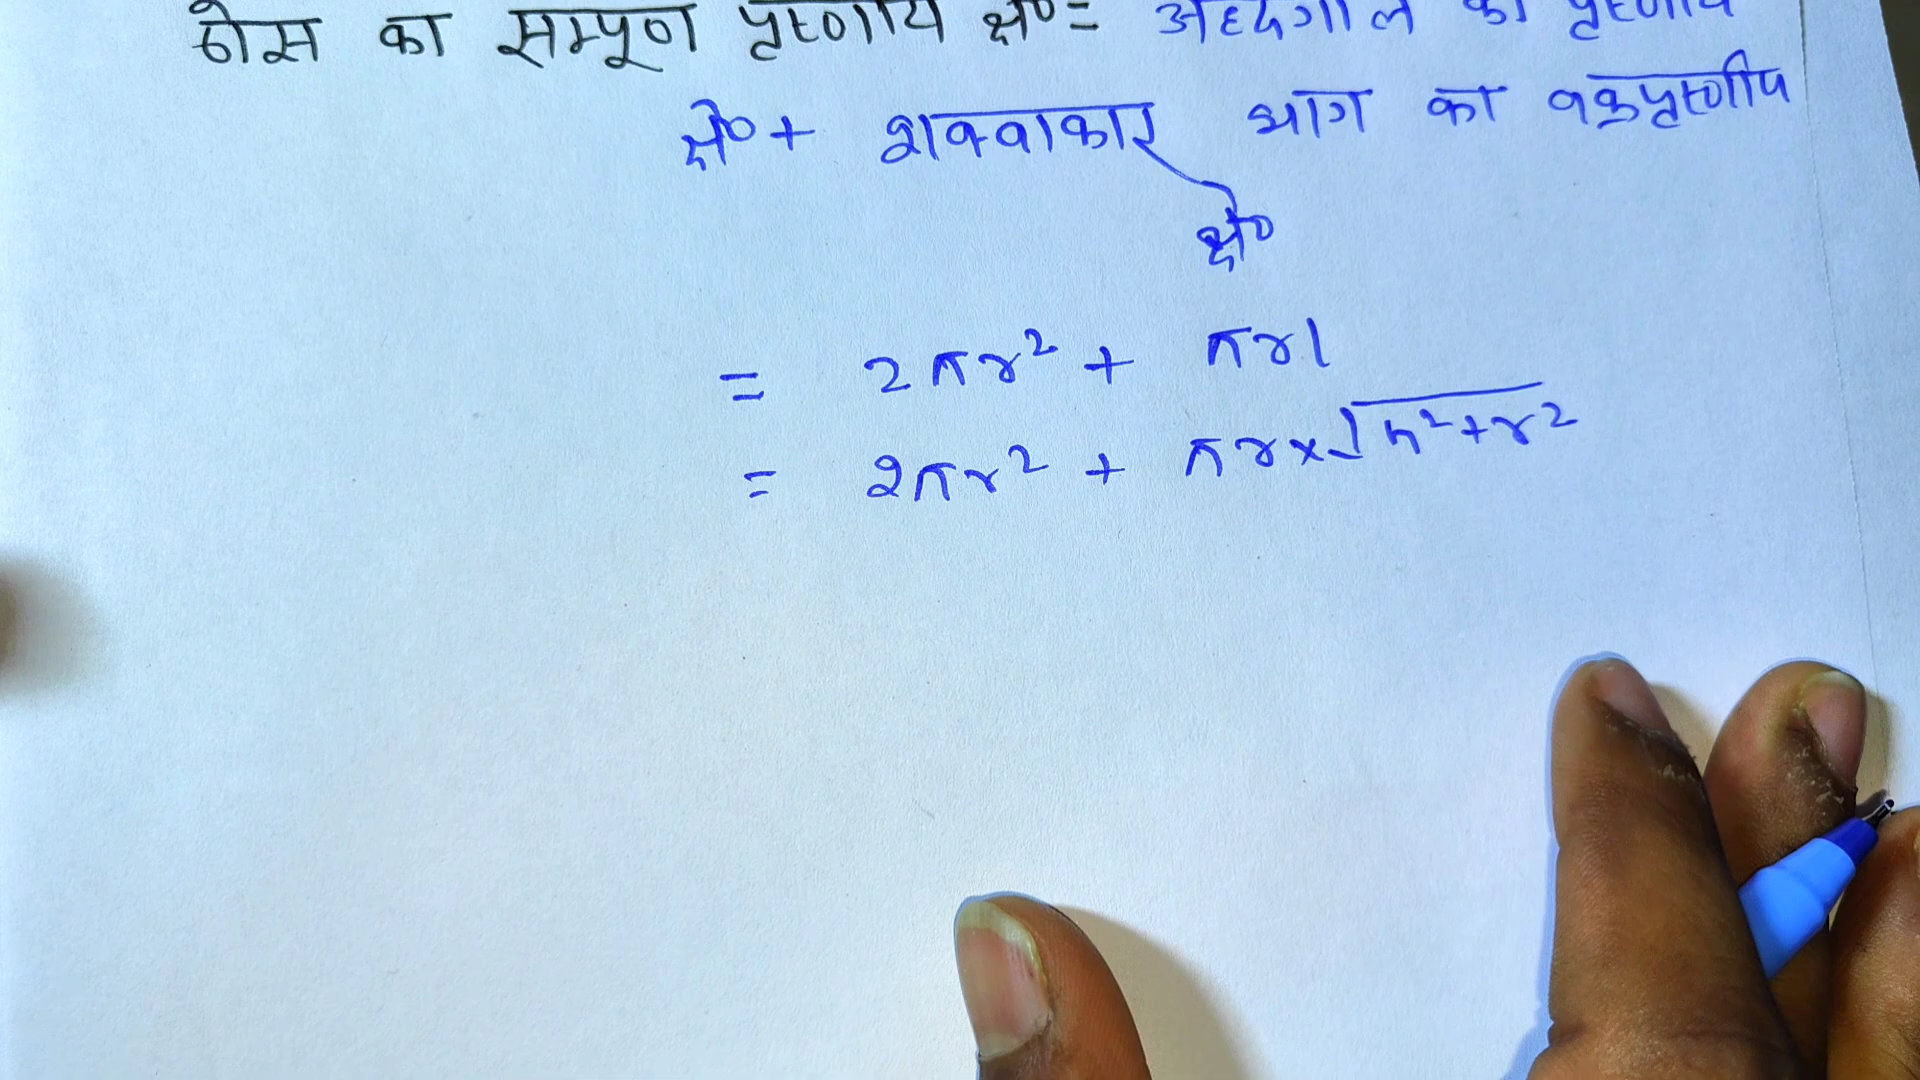 ठोस का सम्पूर्ण पृष्ठीय क्षे० = अर्द्धगोले का पृष्ठीय
क्षे० + शंक्वाकार भाग का वक्रपृष्ठीय
क्षे०
= 2πr² + πrl
= 2πr² + πr×√h²+r²